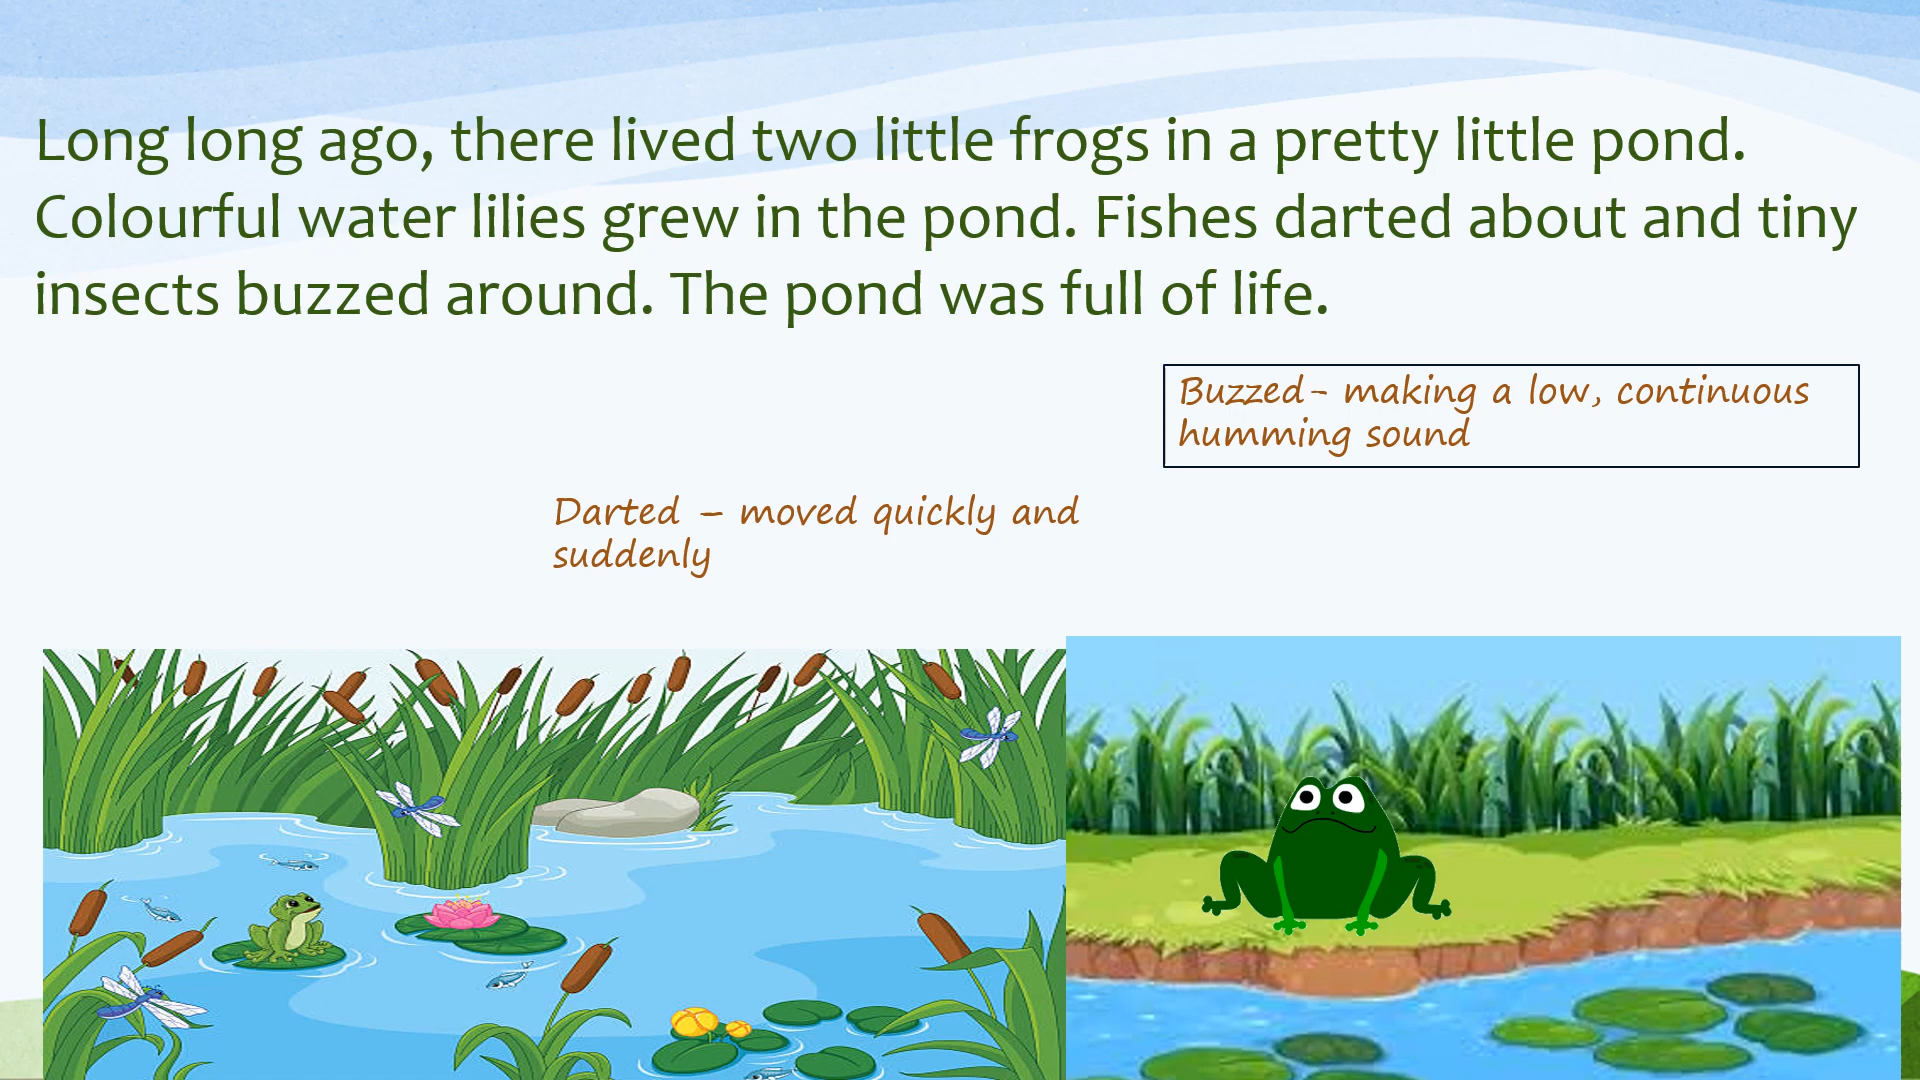 Long long ago, there lived two little frogs in a pretty little pond.
Colourful water lilies grew in the pond. Fishes darted about and tiny
insects buzzed around. The pond was full of life.
Buzzed- making a low, continuous
humming sound
Darted – moved quickly and
suddenly